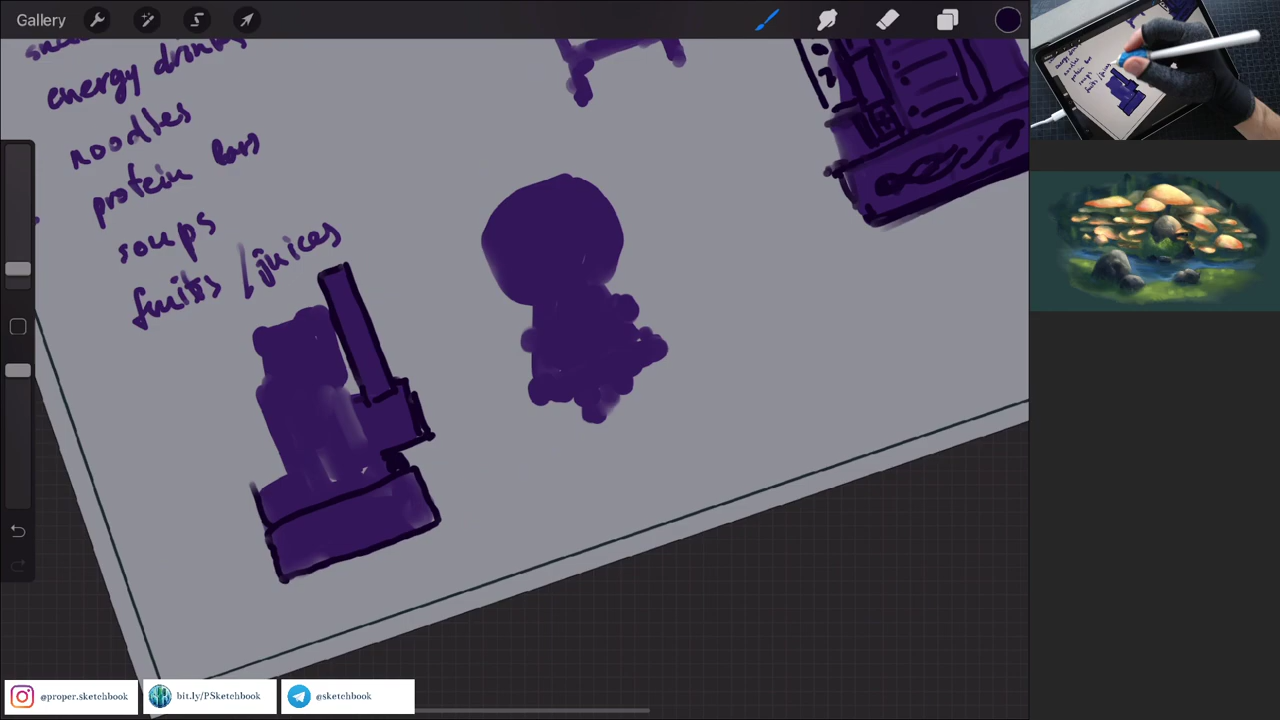 Gallery
energy drinks
noodles
protein bars
soups
fruits / juices
@proper.sketchbook
bit.ly/PSketchbook
@sketchbook